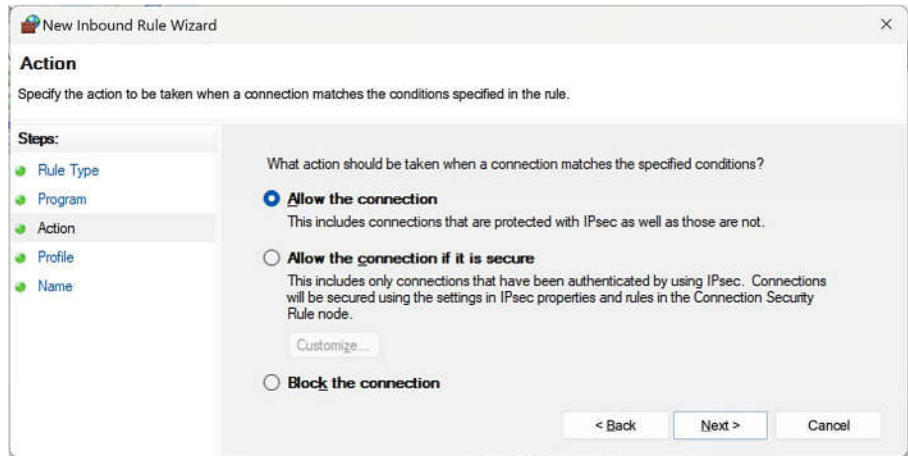 New Inbound Rule Wizard
Action
Specify the action to be taken when a connection matches the conditions specified in the rule.
Steps:
Rule Type
Program
Action
Profile
Name
What action should be taken when a connection matches the specified conditions?
Allow the connection
This includes connections that are protected with IPsec as well as those are not.
Allow the connection if it is secure
This includes only connections that have been authenticated by using IPsec. Connections
will be secured using the settings in IPsec properties and rules in the Connection Security
Rule node.
Customize...
Block the connection
< Back
Next >
Cancel